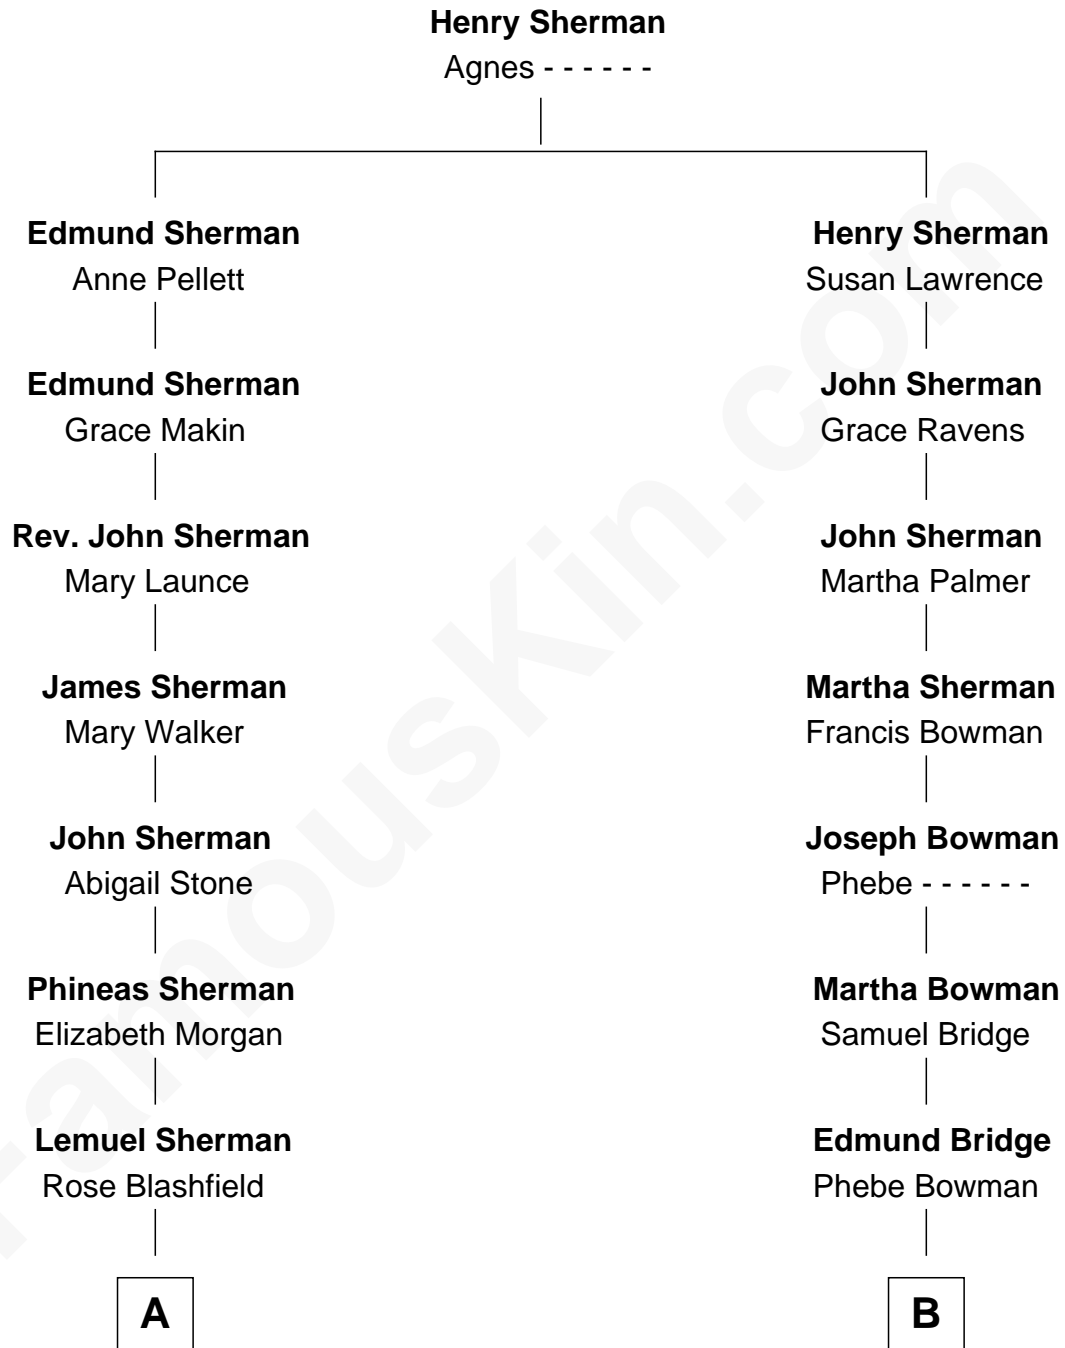 Henry Sherman
Agnes - - - - - -
Edmund Sherman
Anne Pellett
Henry Sherman
Susan Lawrence
Edmund Sherman
Grace Makin
John Sherman
Grace Ravens
Rev. John Sherman
Mary Launce
John Sherman
Martha Palmer
James Sherman
Mary Walker
Martha Sherman
Francis Bowman
John Sherman
Abigail Stone
Joseph Bowman
Phebe - - - - - -
Phineas Sherman
Elizabeth Morgan
Martha Bowman
Samuel Bridge
Lemuel Sherman
Rose Blashfield
Edmund Bridge
Phebe Bowman
A
B
FamousKin.com